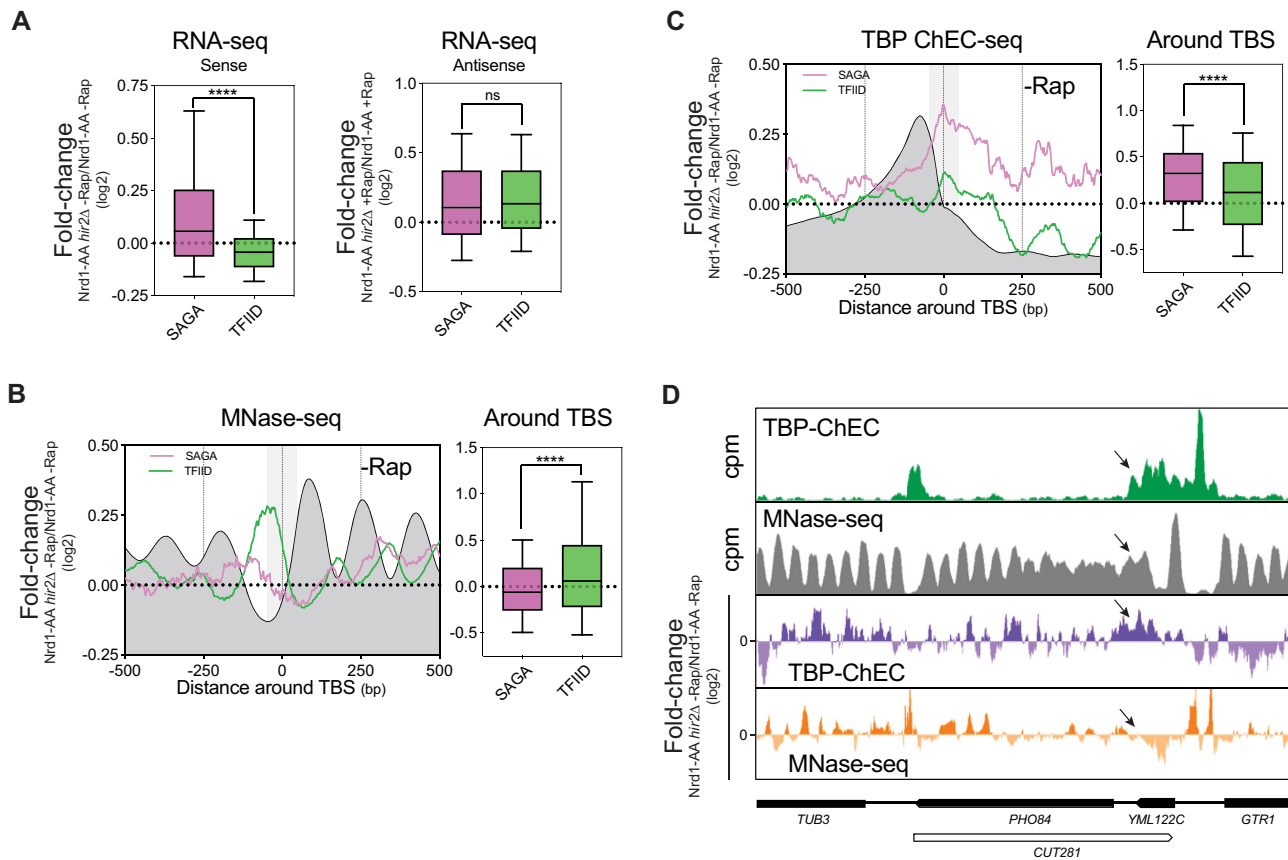 A
RNA-seq
Sense
Fold-change
Nrd1-AA hir2Δ -Rap/Nrd1-AA -Rap
(log2)
0.75
0.50
0.25
0.00
-0.25
****
SAGA
TFIID
RNA-seq
Antisense
Fold-change
Nrd1-AA hir2Δ +Rap/Nrd1-AA +Rap
(log2)
1.0
0.5
0.0
-0.5
ns
SAGA
TFIID
B
MNase-seq
Fold-change
Nrd1-AA hir2Δ -Rap/Nrd1-AA -Rap
(log2)
0.50
0.25
0.00
-0.25
SAGA
TFIID
-Rap
-500
-250
0
250
500
Distance around TBS (bp)
Around TBS
1.5
1.0
0.5
0.0
-0.5
****
SAGA
TFIID
C
TBP ChEC-seq
Fold-change
Nrd1-AA hir2Δ -Rap/Nrd1-AA -Rap
(log2)
0.50
0.25
0.00
-0.25
SAGA
TFIID
-Rap
-500
-250
0
250
500
Distance around TBS (bp)
Around TBS
1.5
1.0
0.5
0.0
-0.5
****
SAGA
TFIID
D
cpm
TBP-ChEC
cpm
MNase-seq
Fold-change
Nrd1-AA hir2Δ -Rap/Nrd1-AA -Rap
(log2)
0
TBP-ChEC
0
MNase-seq
TUB3
PHO84
YML122C
GTR1
CUT281